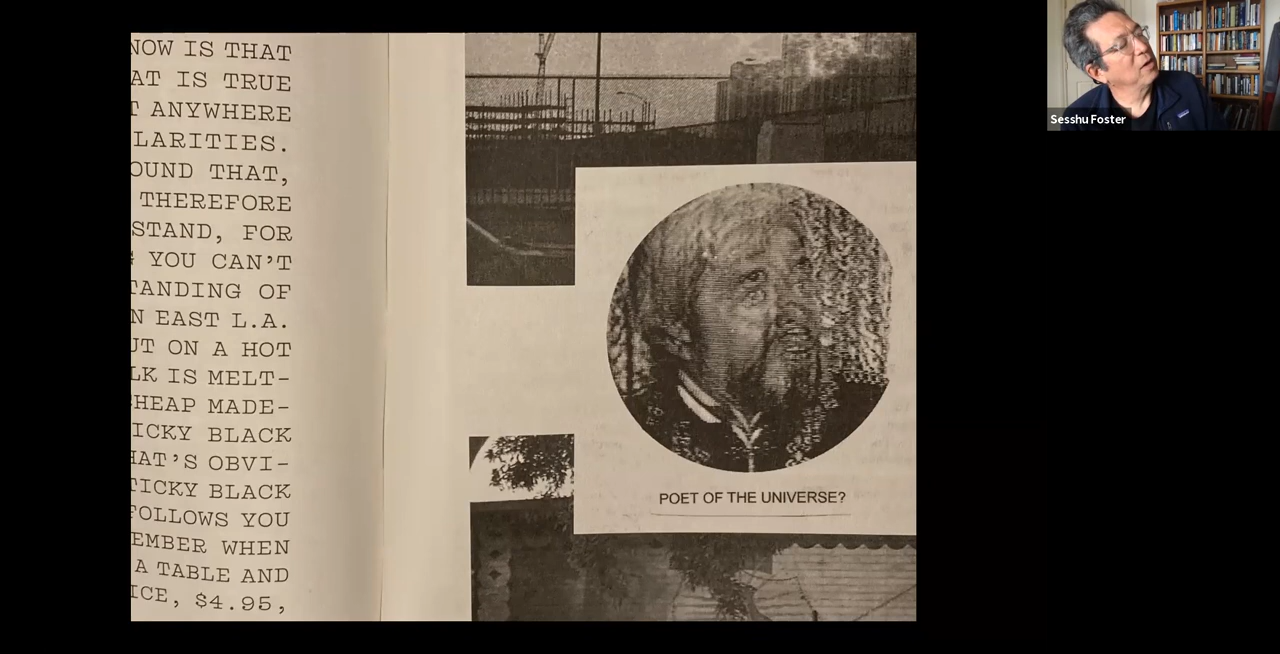 NOW IS THAT
AT IS TRUE
ANYWHERE
LARITIES.
OUND THAT,
THEREFORE
STAND, FOR
YOU CAN'T
TANDING OF
N EAST L.A.
UT ON A HOT
LK IS MELT-
HEAP MADE-
ICKY BLACK
HAT'S OBVI-
TICKY BLACK
FOLLOWS YOU
EMBER WHEN
A TABLE AND
ICE, $4.95,
POET OF THE UNIVERSE?
Sesshu Foster